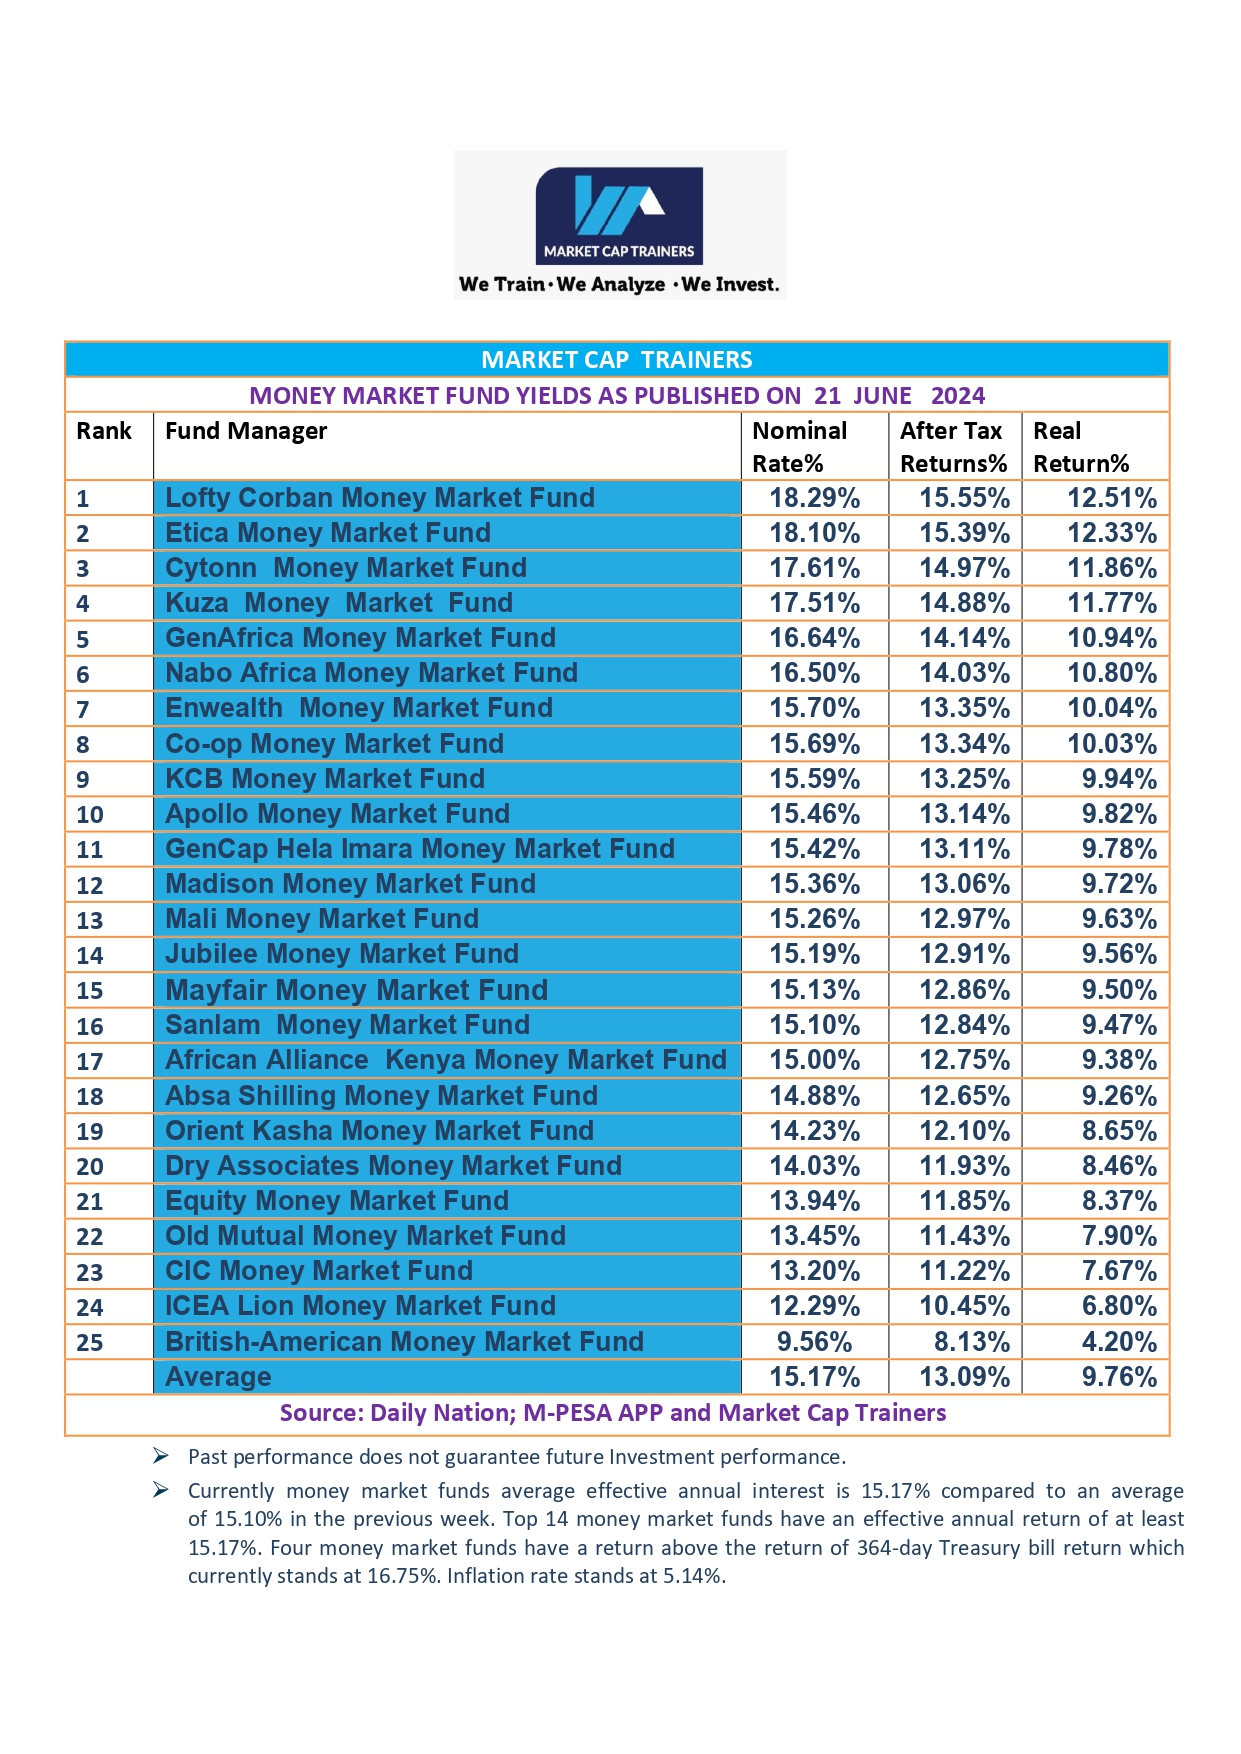 MARKET CAP TRAINERS
We Train · We Analyze · We Invest.
MARKET CAP TRAINERS
MONEY MARKET FUND YIELDS AS PUBLISHED ON 21 JUNE 2024
Rank Fund Manager Nominal Rate% After Tax Returns% Real Return%
1 Lofty Corban Money Market Fund 18.29% 15.55% 12.51%
2 Etica Money Market Fund 18.10% 15.39% 12.33%
3 Cytonn Money Market Fund 17.61% 14.97% 11.86%
4 Kuza Money Market Fund 17.51% 14.88% 11.77%
5 GenAfrica Money Market Fund 16.64% 14.14% 10.94%
6 Nabo Africa Money Market Fund 16.50% 14.03% 10.80%
7 Enwealth Money Market Fund 15.70% 13.35% 10.04%
8 Co-op Money Market Fund 15.69% 13.34% 10.03%
9 KCB Money Market Fund 15.59% 13.25% 9.94%
10 Apollo Money Market Fund 15.46% 13.14% 9.82%
11 GenCap Hela Imara Money Market Fund 15.42% 13.11% 9.78%
12 Madison Money Market Fund 15.36% 13.06% 9.72%
13 Mali Money Market Fund 15.26% 12.97% 9.63%
14 Jubilee Money Market Fund 15.19% 12.91% 9.56%
15 Mayfair Money Market Fund 15.13% 12.86% 9.50%
16 Sanlam Money Market Fund 15.10% 12.84% 9.47%
17 African Alliance Kenya Money Market Fund 15.00% 12.75% 9.38%
18 Absa Shilling Money Market Fund 14.88% 12.65% 9.26%
19 Orient Kasha Money Market Fund 14.23% 12.10% 8.65%
20 Dry Associates Money Market Fund 14.03% 11.93% 8.46%
21 Equity Money Market Fund 13.94% 11.85% 8.37%
22 Old Mutual Money Market Fund 13.45% 11.43% 7.90%
23 CIC Money Market Fund 13.20% 11.22% 7.67%
24 ICEA Lion Money Market Fund 12.29% 10.45% 6.80%
25 British-American Money Market Fund 9.56% 8.13% 4.20%
Average 15.17% 13.09% 9.76%
Source: Daily Nation; M-PESA APP and Market Cap Trainers
➢ Past performance does not guarantee future Investment performance.
➢ Currently money market funds average effective annual interest is 15.17% compared to an average
of 15.10% in the previous week. Top 14 money market funds have an effective annual return of at least
15.17%. Four money market funds have a return above the return of 364-day Treasury bill return which
currently stands at 16.75%. Inflation rate stands at 5.14%.